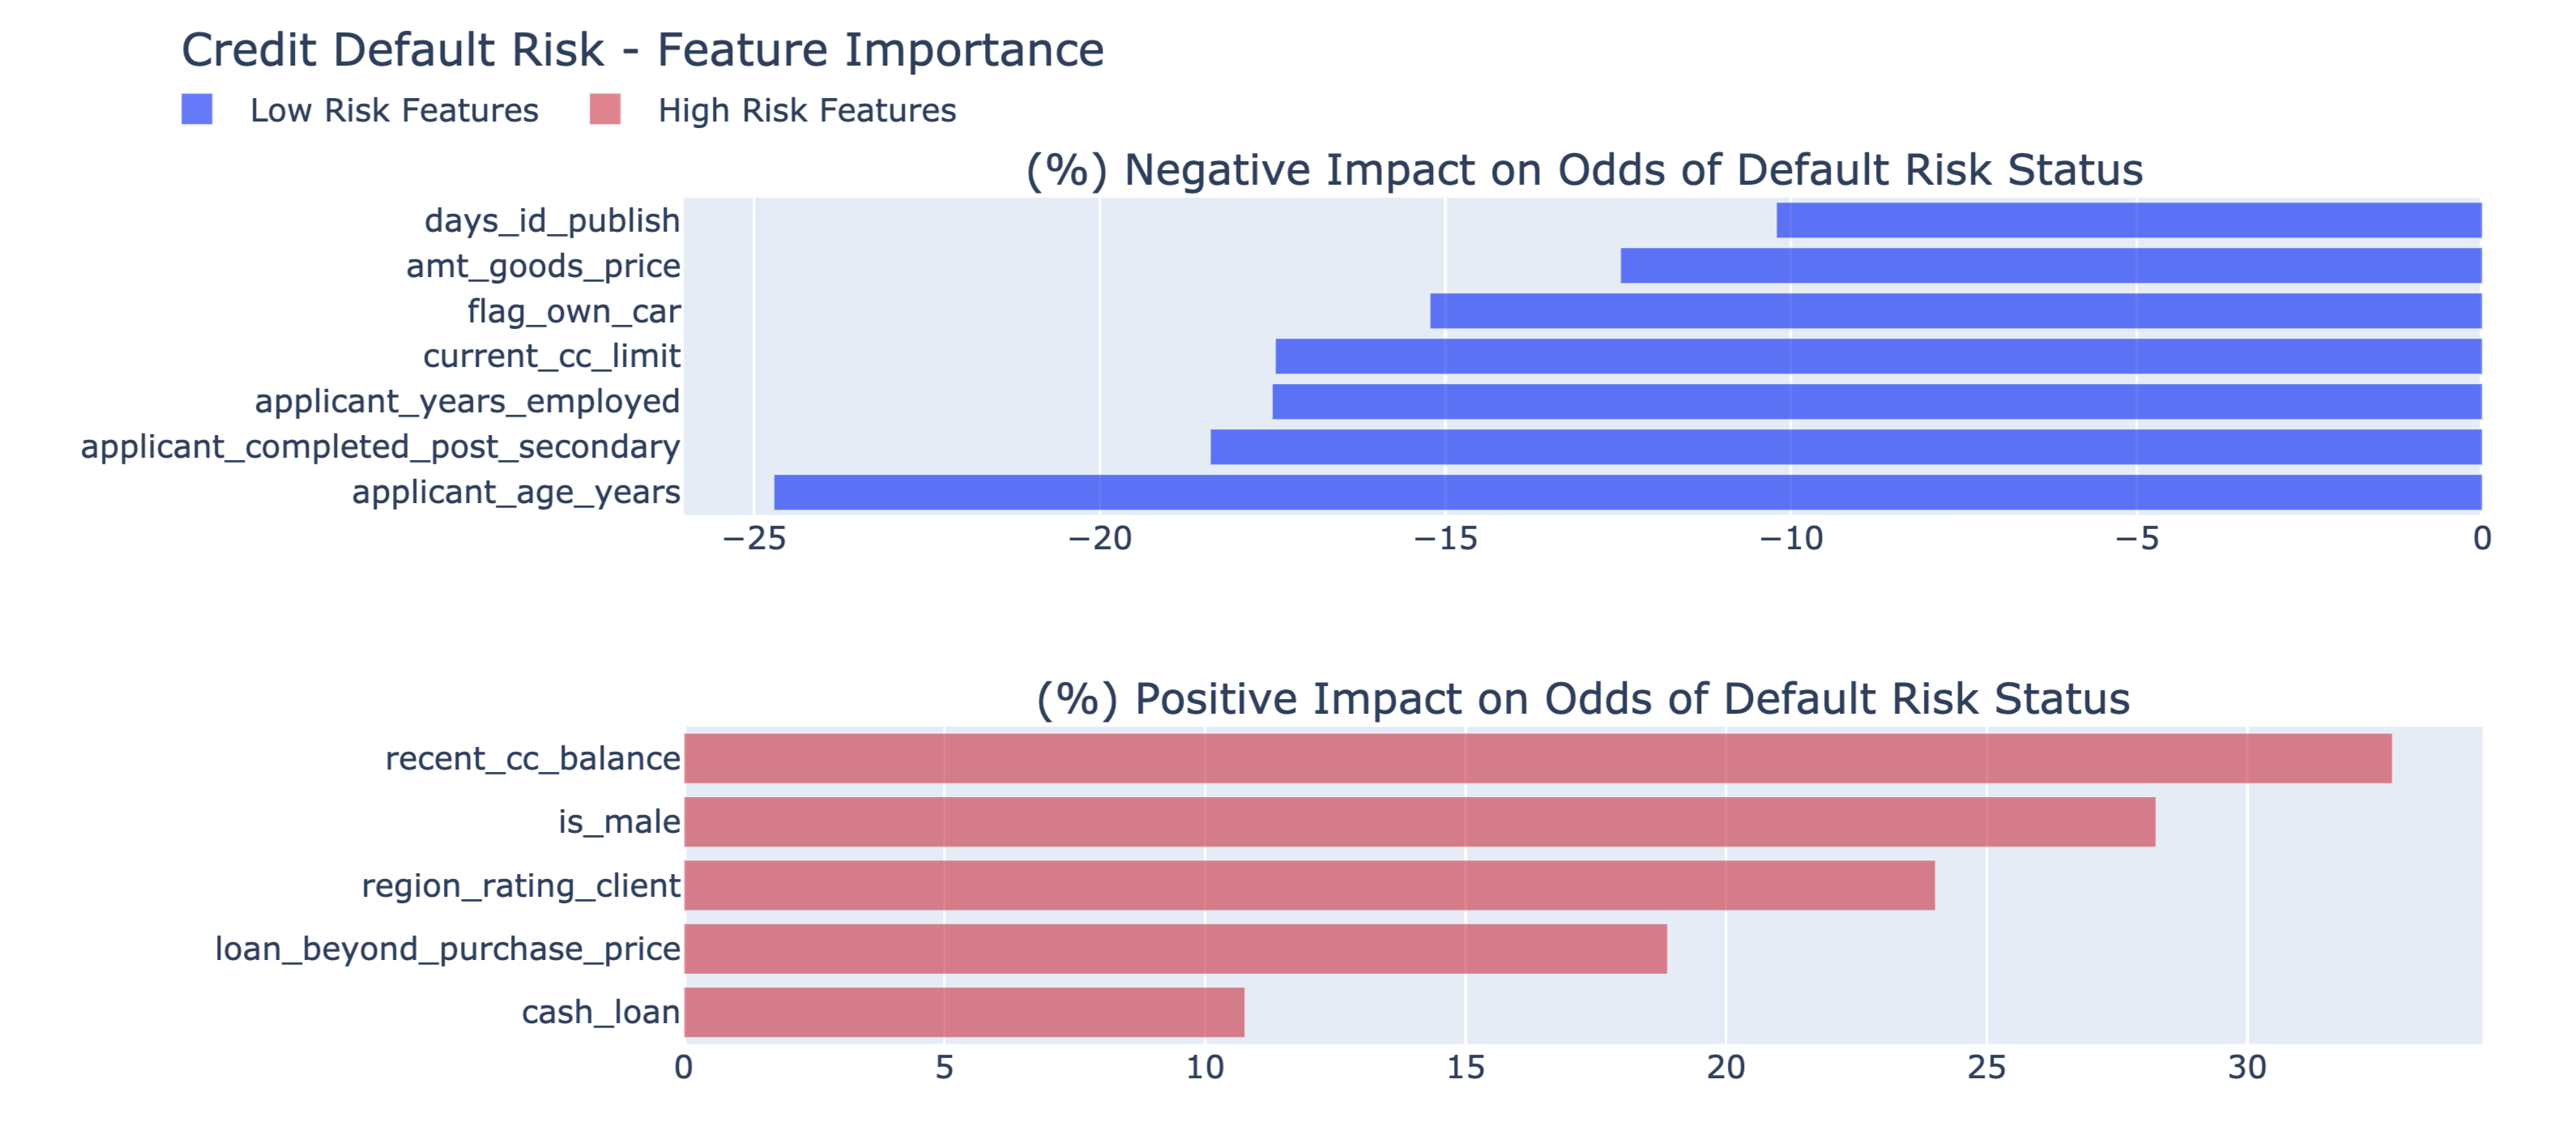 Credit Default Risk - Feature Importance
Low Risk Features High Risk Features
(%) Negative Impact on Odds of Default Risk Status
days_id_publish
amt_goods_price
flag_own_car
current_cc_limit
applicant_years_employed
applicant_completed_post_secondary
applicant_age_years
−25 −20 −15 −10 −5 0
(%) Positive Impact on Odds of Default Risk Status
recent_cc_balance
is_male
region_rating_client
loan_beyond_purchase_price
cash_loan
0 5 10 15 20 25 30